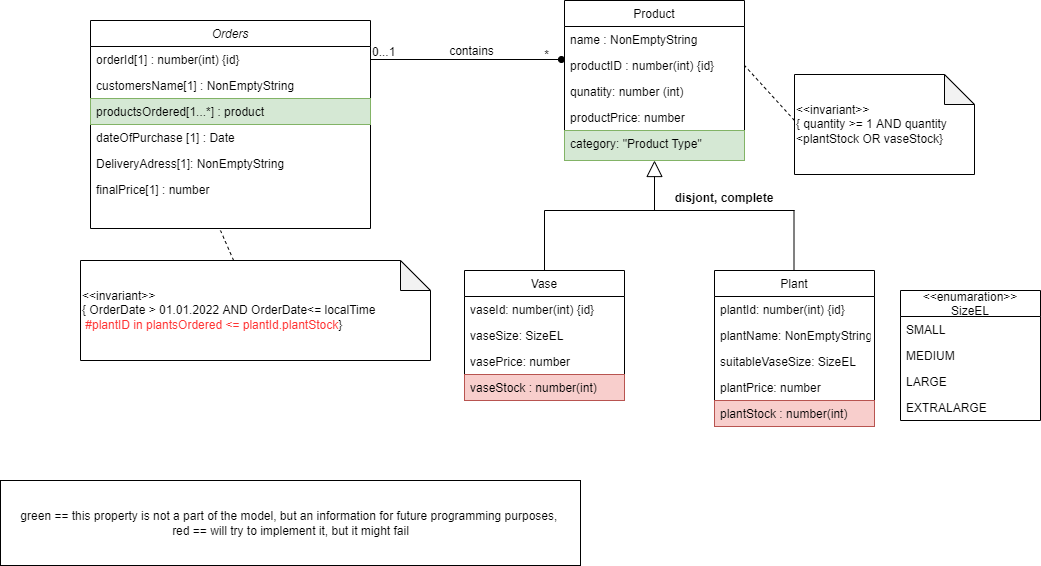 Orders
orderId[1] : number(int) {id}
customersName[1] : NonEmptyString
productsOrdered[1...*] : product
dateOfPurchase [1] : Date
DeliveryAdress[1]: NonEmptyString
finalPrice[1] : number
0...1
contains
*
Product
name : NonEmptyString
productID : number(int) {id}
qunatity: number (int)
productPrice: number
category: "Product Type"
<<invariant>>
{ quantity >= 1 AND quantity
<plantStock OR vaseStock}
disjont, complete
<<invariant>>
{ OrderDate > 01.01.2022 AND OrderDate<= localTime
#plantID in plantsOrdered <= plantId.plantStock}
Vase
vaseId: number(int) {id}
vaseSize: SizeEL
vasePrice: number
vaseStock : number(int)
Plant
plantId: number(int) {id}
plantName: NonEmptyString
suitableVaseSize: SizeEL
plantPrice: number
plantStock : number(int)
<<enumaration>>
SizeEL
SMALL
MEDIUM
LARGE
EXTRALARGE
green == this property is not a part of the model, but an information for future programming purposes,
red == will try to implement it, but it might fail